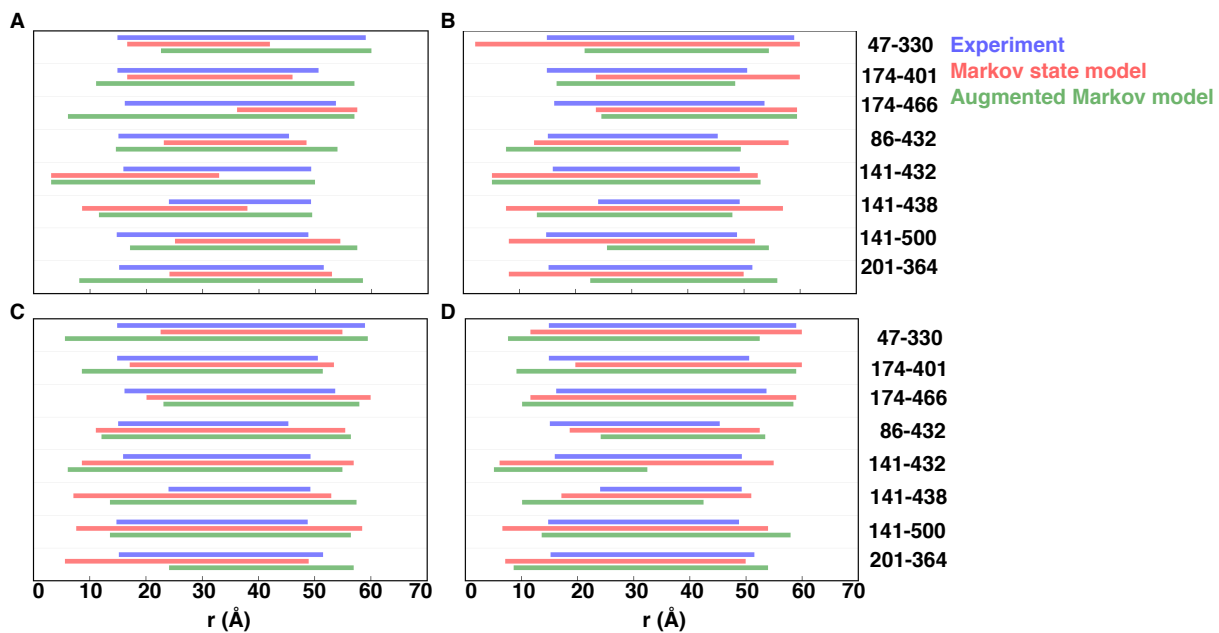 A
B
47-330
174-401
174-466
86-432
141-432
141-438
141-500
201-364
Experiment
Markov state model
Augmented Markov model
C
D
47-330
174-401
174-466
86-432
141-432
141-438
141-500
201-364
0 10 20 30 40 50 60 70
0 10 20 30 40 50 60 70
r (Å)
r (Å)